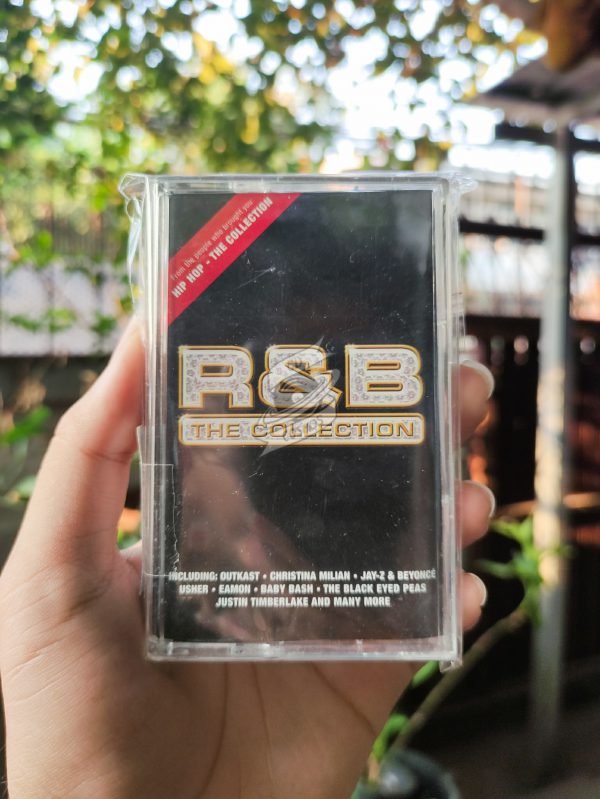 from the people who brought you
HIP HOP - THE COLLECTION
R&B
THE COLLECTION
INCLUDING: OUTKAST • CHRISTINA MILIAN • JAY-Z & BEYONCÉ
USHER • EAMON • BABY BASH • THE BLACK EYED PEAS
JUSTIN TIMBERLAKE AND MANY MORE